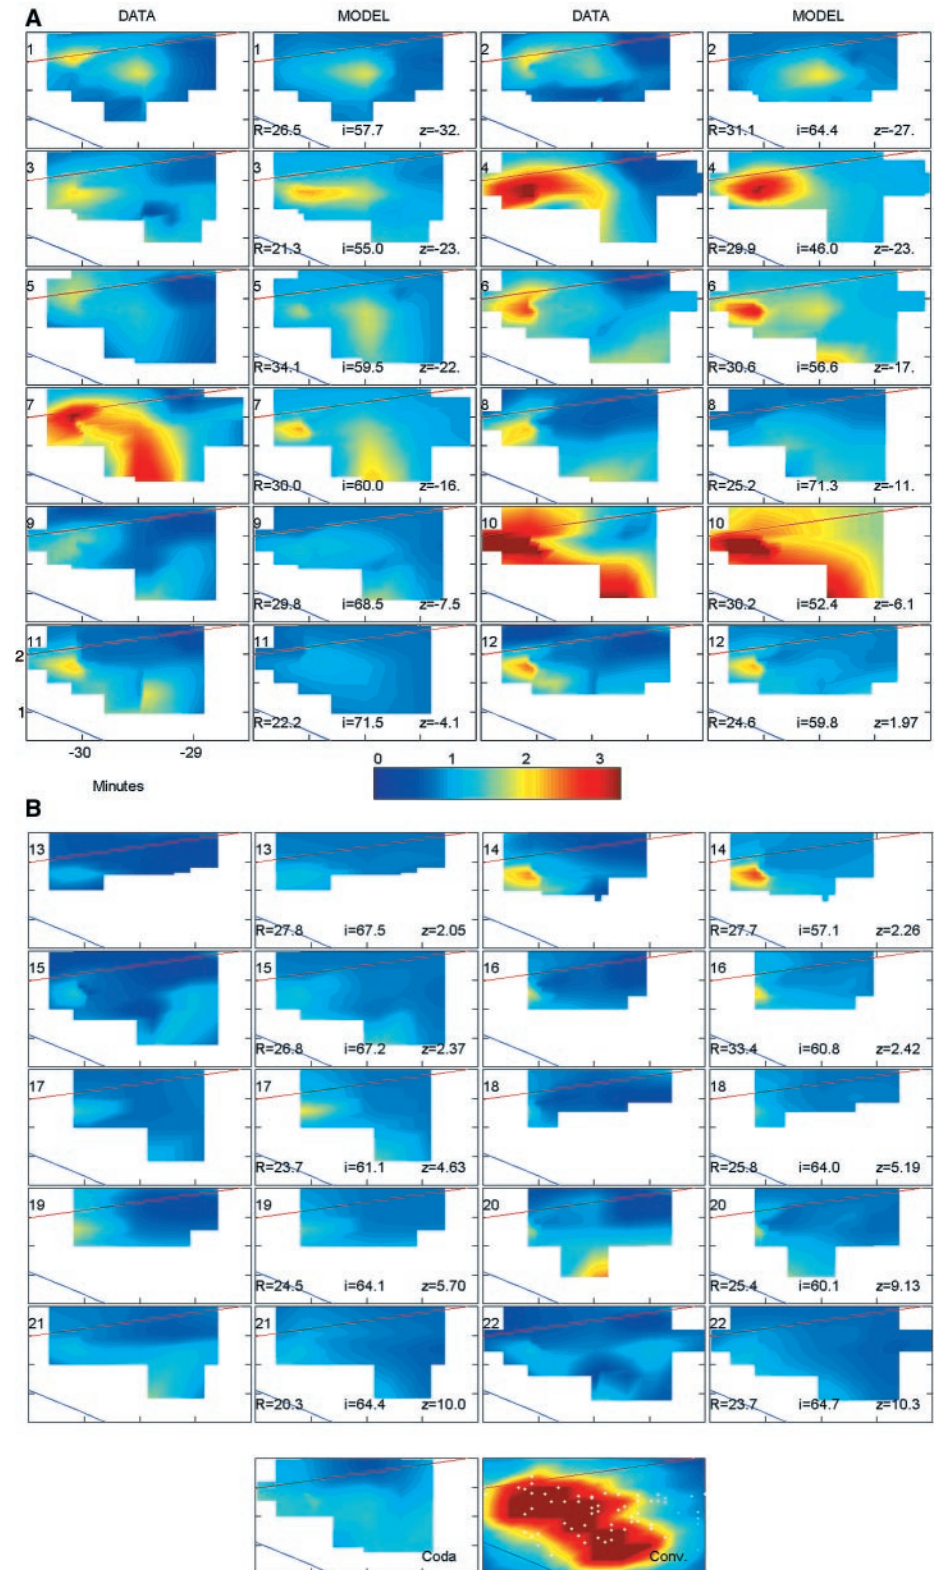 A
DATA MODEL DATA MODEL
1 1 2 2
R=26.5 i=57.7 z=-32. R=31.1 i=64.4 z=-27.
3 3 4 4
R=21.3 i=55.0 z=-23. R=29.9 i=46.0 z=-23.
5 5 6 6
R=34.1 i=59.5 z=-22. R=30.6 i=56.6 z=-17.
7 7 8 8
R=30.0 i=60.0 z=-16. R=25.2 i=71.3 z=-11.
9 9 10 10
R=29.8 i=68.5 z=-7.5 R=30.2 i=52.4 z=-6.1
11 11 12 12
2
R=22.2 i=71.5 z=-4.1 R=24.6 i=59.8 z=1.97
1
-30 -29
0 1 2 3
Minutes
B
13 13 14 14
R=27.8 i=67.5 z=2.05 R=27.7 i=57.1 z=2.26
15 15 16 16
R=26.8 i=67.2 z=2.37 R=33.4 i=60.8 z=2.42
17 17 18 18
R=23.7 i=61.1 z=4.63 R=25.8 i=64.0 z=5.19
19 19 20 20
R=24.5 i=64.1 z=5.70 R=25.4 i=60.1 z=9.13
21 21 22 22
R=20.3 i=64.4 z=10.0 R=23.7 i=64.7 z=10.3
Coda Conv.